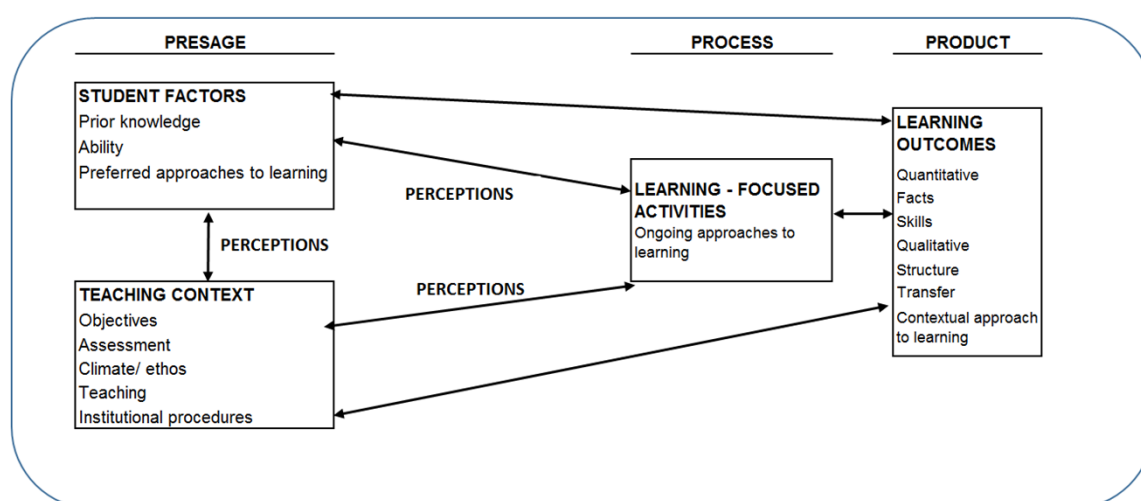 PRESAGE
PROCESS
PRODUCT
STUDENT FACTORS
Prior knowledge
Ability
Preferred approaches to learning
PERCEPTIONS
LEARNING - FOCUSED
ACTIVITIES
Ongoing approaches to
learning
LEARNING
OUTCOMES
Quantitative
Facts
Skills
Qualitative
Structure
Transfer
Contextual approach
to learning
PERCEPTIONS
PERCEPTIONS
TEACHING CONTEXT
Objectives
Assessment
Climate/ ethos
Teaching
Institutional procedures